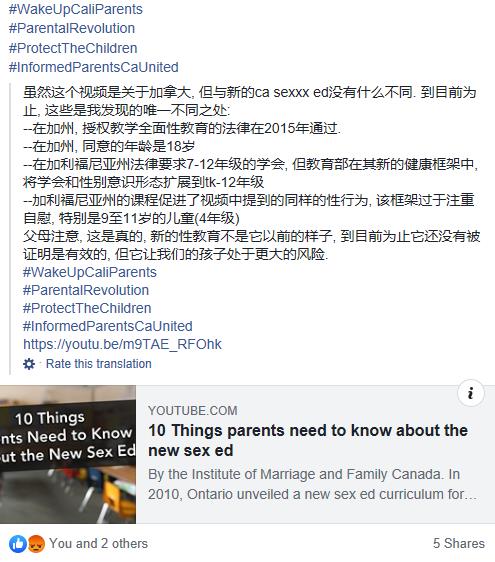 #WakeUpCaliParents
#ParentalRevolution
#ProtectTheChildren
#InformedParentsCaUnited
虽然这个视频是关于加拿大, 但与新的ca sexxx ed没有什么不同. 到目前为
止, 这些是我发现的唯一不同之处:
--在加州, 授权教学全面性教育的法律在2015年通过.
--在加州, 同意的年龄是18岁
--在加利福尼亚州法律要求7-12年级的学会, 但教育部在其新的健康框架中,
将学会和性别意识形态扩展到tk-12年级
--加利福尼亚州的课程促进了视频中提到的同样的性行为, 该框架过于注重
自慰, 特别是9至11岁的儿童(4年级)
父母注意, 这是真的, 新的性教育不是它以前的样子, 到目前为止它还没有被
证明是有效的, 但它让我们的孩子处于更大的风险.
#WakeUpCaliParents
#ParentalRevolution
#ProtectTheChildren
#InformedParentsCaUnited
https://youtu.be/m9TAE_RFOhk
· Rate this translation
10 Things
nts Need to Know
ut the New Sex Ed
i
YOUTUBE.COM
10 Things parents need to know about the
new sex ed
By the Institute of Marriage and Family Canada. In
2010, Ontario unveiled a new sex ed curriculum for…
You and 2 others
5 Shares